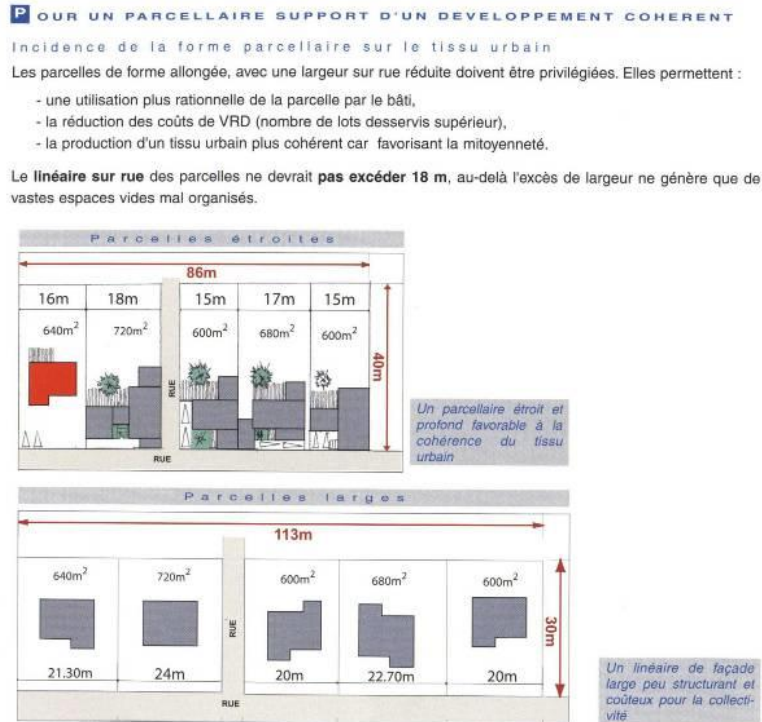 P OUR UN PARCELLAIRE SUPPORT D'UN DEVELOPPEMENT COHERENT
Incidence de la forme parcellaire sur le tissu urbain
Les parcelles de forme allongée, avec une largeur sur rue réduite doivent être privilégiées. Elles permettent :
- une utilisation plus rationnelle de la parcelle par le bâti,
- la réduction des coûts de VRD (nombre de lots desservis supérieur),
- la production d'un tissu urbain plus cohérent car favorisant la mitoyenneté.
Le linéaire sur rue des parcelles ne devrait pas excéder 18 m, au-delà l'excès de largeur ne génère que de
vastes espaces vides mal organisés.
Parcelles étroites
86m
16m 18m 15m 17m 15m
640m² 720m² 600m² 680m² 600m²
40m
RUE
RUE
Un parcellaire étroit et
profond favorable à la
cohérence du tissu
urbain
Parcelles larges
113m
640m² 720m² 600m² 680m² 600m²
RUE
30m
21.30m 24m 20m 22.70m 20m
RUE
Un linéaire de façade
large peu structurant et
coûteux pour la collecti-
vité